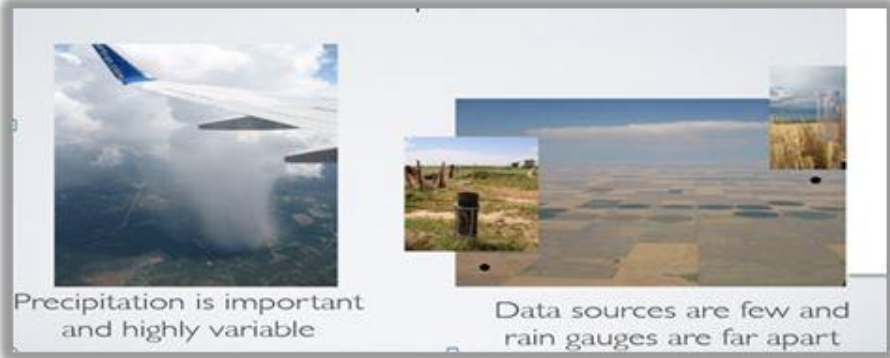 Precipitation is important
and highly variable
Data sources are few and
rain gauges are far apart